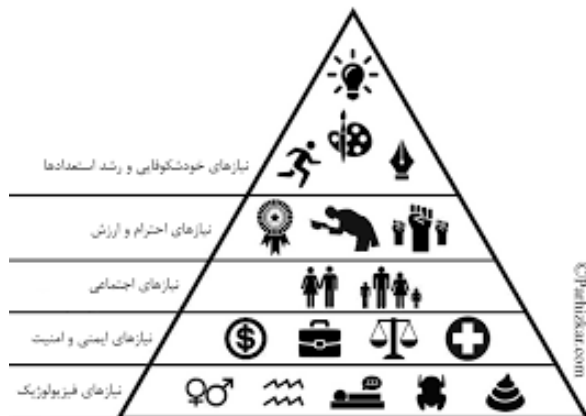 نیازهای خودشکوفایی و رشد استعدادها
نیازهای احترام و ارزش
نیازهای اجتماعی
نیازهای ایمنی و امنیت
نیازهای فیزیولوژیک